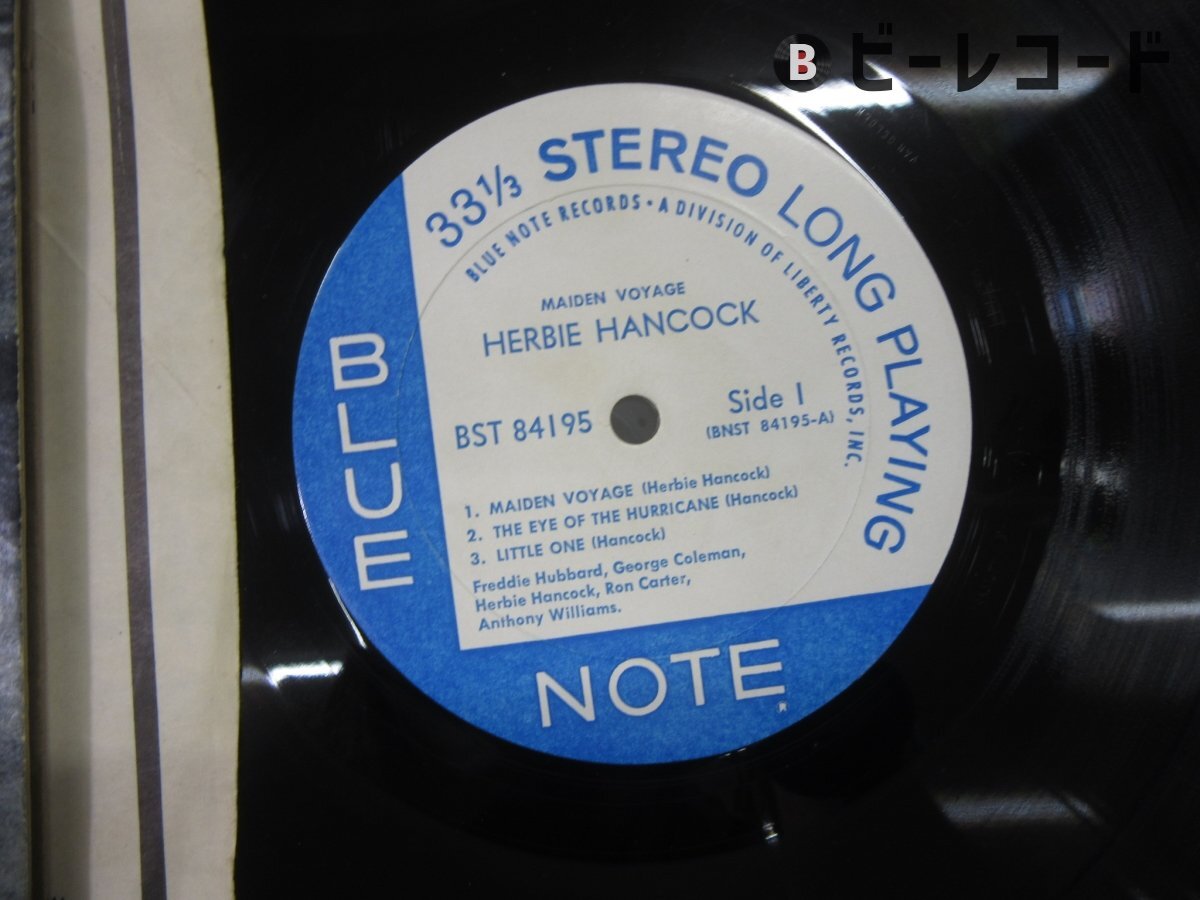 B ビーレコード
33⅓ STEREO LONG PLAYING
BLUE NOTE RECORDS • A DIVISION OF LIBERTY RECORDS, INC.
MAIDEN VOYAGE
HERBIE HANCOCK
BST 84195
Side 1
(BNST 84195-A)
1. MAIDEN VOYAGE (Herbie Hancock)
2. THE EYE OF THE HURRICANE (Hancock)
3. LITTLE ONE (Hancock)
Freddie Hubbard, George Coleman,
Herbie Hancock, Ron Carter,
Anthony Williams.
BLUE
NOTE